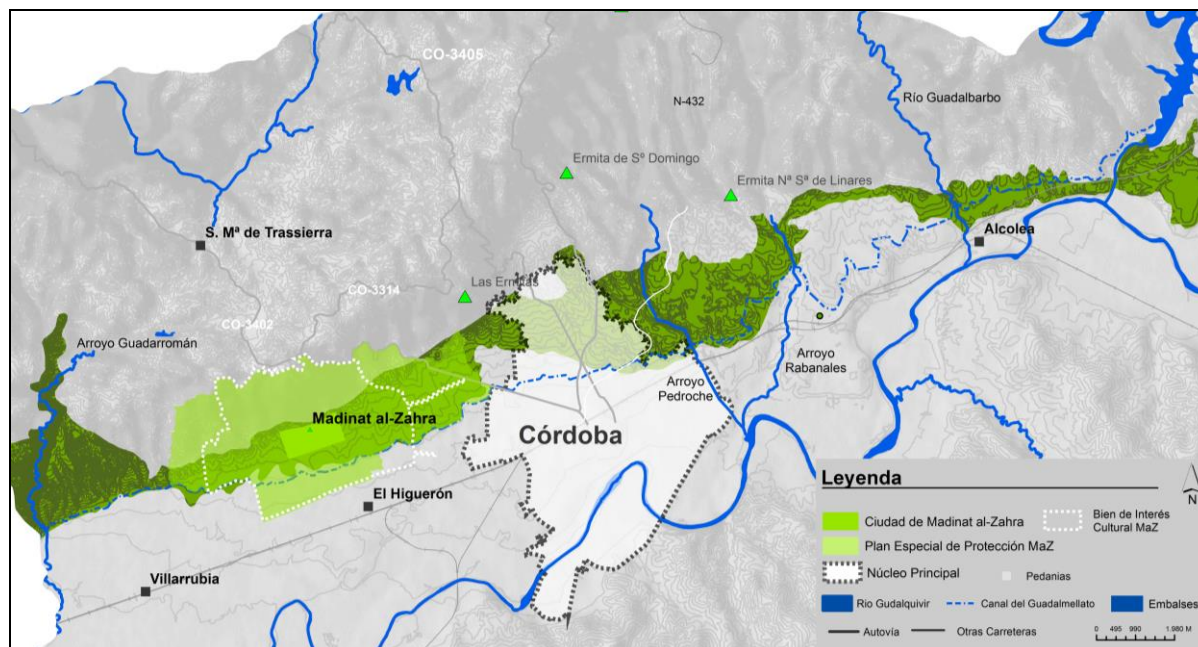 CO-3405
N-432
Río Guadalbarbo
Ermita de Sº Domingo
Ermita Nª Sª de Linares
S. Mª de Trassierra
Alcolea
Las Ermitas
CO-3314
CO-3402
Arroyo Guadarromán
Arroyo
Rabanales
Arroyo
Pedroche
Madinat al-Zahra
Córdoba
El Higuerón
Villarrubia
Leyenda
N
Ciudad de Madinat al-Zahra
Bien de Interés
Cultural MaZ
Plan Especial de Protección MaZ
Núcleo Principal
Pedanias
Rio Gudalquivir
Canal del Guadalmellato
Embalses
Autovía
Otras Carreteras
0 495 990 1.980 M